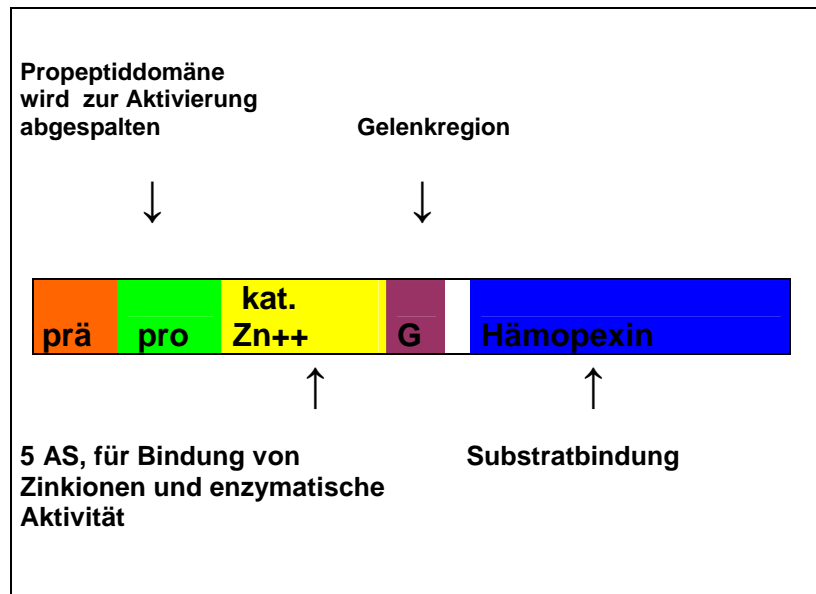 Propeptiddomäne
wird zur Aktivierung
abgespalten
Gelenkregion
↓
↓
kat.
prä pro Zn++ G Hämopexin
↑
↑
5 AS, für Bindung von
Zinkionen und enzymatische
Aktivität
Substratbindung